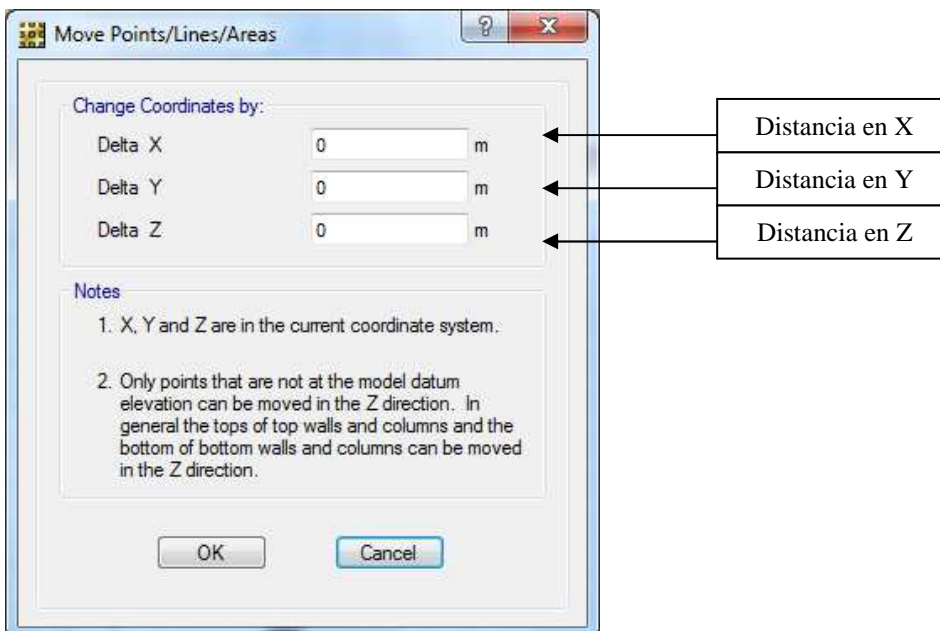 Move Points/Lines/Areas
?
Change Coordinates by:
Delta X 0 m
Distancia en X
Delta Y 0 m
Distancia en Y
Delta Z 0 m
Distancia en Z
Notes
1. X, Y and Z are in the current coordinate system.
2. Only points that are not at the model datum
elevation can be moved in the Z direction. In
general the tops of top walls and columns and the
bottom of bottom walls and columns can be moved
in the Z direction.
OK Cancel